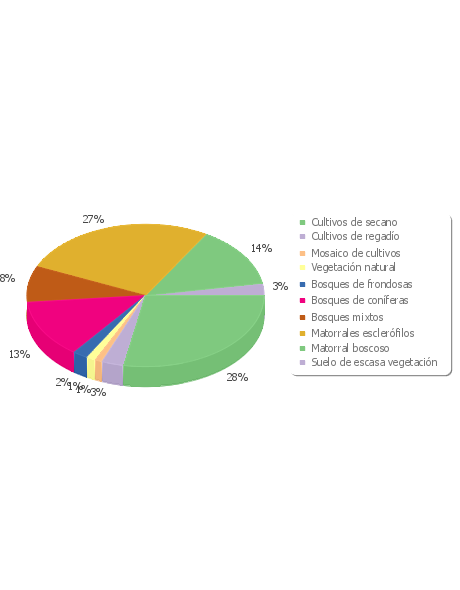 27%
14%
3%
8%
13%
2%
1%
1%
3%
28%
Cultivos de secano
Cultivos de regadío
Mosaico de cultivos
Vegetación natural
Bosques de frondosas
Bosques de coníferas
Bosques mixtos
Matorrales esclerófilos
Matorral boscoso
Suelo de escasa vegetación